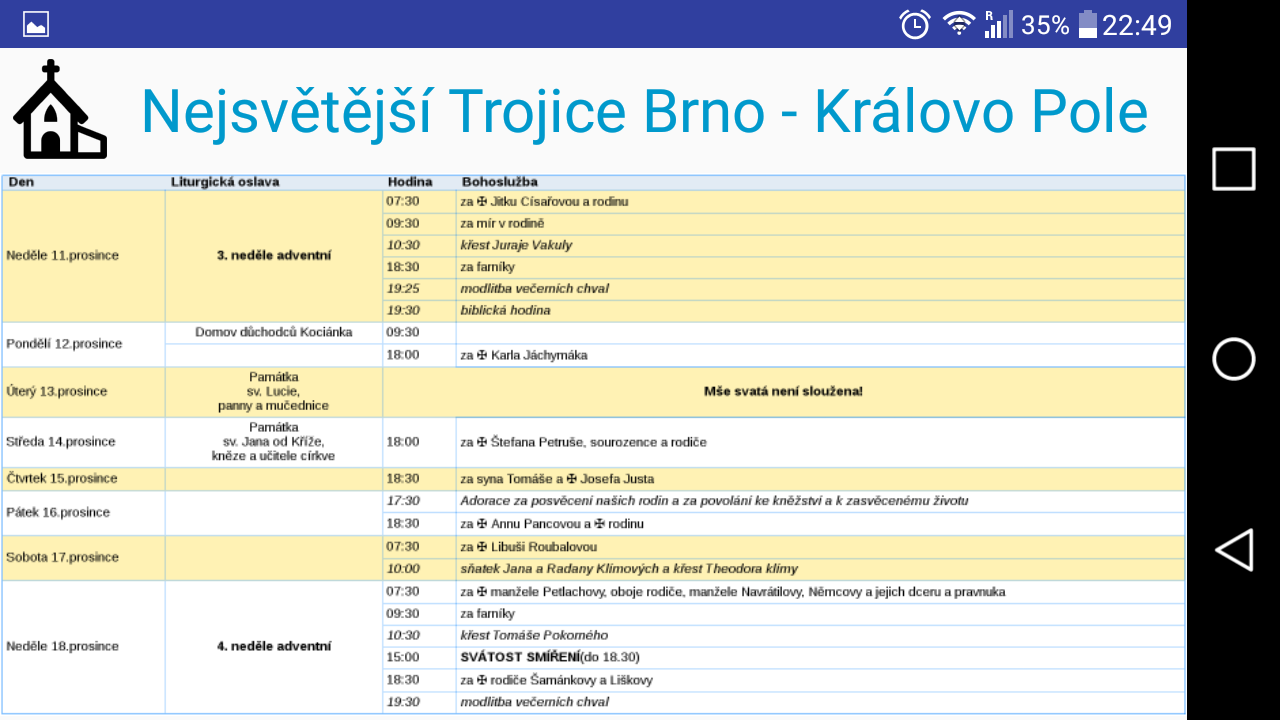 R 35% 22:49
Nejsvětější Trojice Brno - Královo Pole
Den Liturgická oslava Hodina Bohoslužba
Neděle 11.prosince 3. neděle adventní
07:30 za ✠ Jitku Císařovou a rodinu
09:30 za mír v rodině
10:30 křest Juraje Vakuly
18:30 za farníky
19:25 modlitba večerních chval
19:30 biblická hodina
Pondělí 12.prosince
Domov důchodců Kociánka 09:30
18:00 za ✠ Karla Jáchymáka
Úterý 13.prosince
Památka
sv. Lucie,
panny a mučednice
Mše svatá není sloužena!
Středa 14.prosince
Památka
sv. Jana od Kříže,
kněze a učitele církve
18:00 za ✠ Štefana Petruše, sourozence a rodiče
Čtvrtek 15.prosince 18:30 za syna Tomáše a ✠ Josefa Justa
Pátek 16.prosince
17:30 Adorace za posvěcení našich rodin a za povolání ke kněžství a k zasvěcenému životu
18:30 za ✠ Annu Pancovou a ✠ rodinu
Sobota 17.prosince
07:30 za ✠ Libuši Roubalovou
10:00 sňatek Jana a Radany Klímových a křest Theodora klímy
Neděle 18.prosince 4. neděle adventní
07:30 za ✠ manžele Petlachovy, oboje rodiče, manžele Navrátilovy, Němcovy a jejich dceru a pravnuka
09:30 za farníky
10:30 křest Tomáše Pokorného
15:00 SVÁTOST SMÍŘENÍ(do 18.30)
18:30 za ✠ rodiče Šamánkovy a Liškovy
19:30 modlitba večerních chval